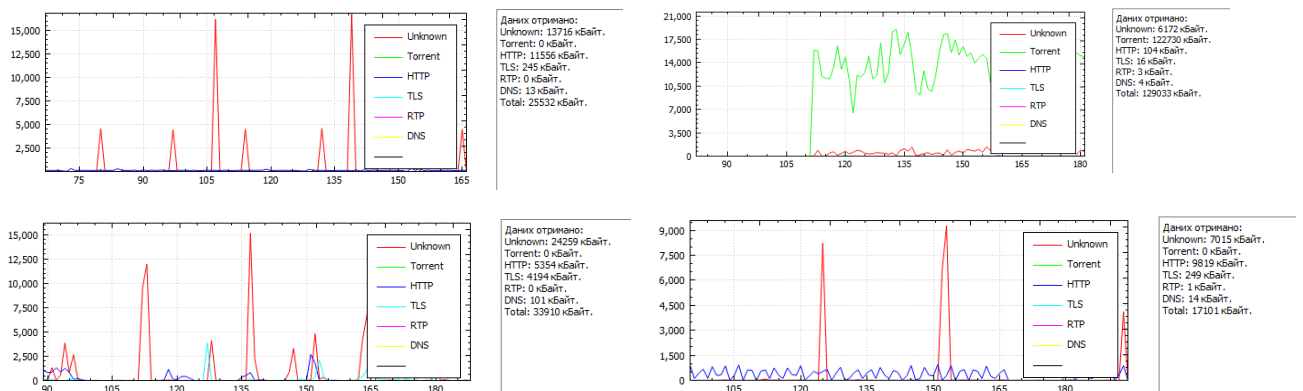 15,000
12,500
10,000
7,500
5,000
2,500
75
90
105
120
135
150
165
Unknown
Torrent
HTTP
TLS
RTP
DNS
Даних отримано:
Unknown: 13716 кБайт.
Torrent: 0 кБайт.
HTTP: 11556 кБайт.
TLS: 245 кБайт.
RTP: 0 кБайт.
DNS: 13 кБайт.
Total: 25532 кБайт.
21,000
17,500
14,000
10,500
7,000
3,500
0
90
105
120
135
150
165
180
Unknown
Torrent
HTTP
TLS
RTP
DNS
Даних отримано:
Unknown: 6172 кБайт.
Torrent: 122730 кБайт.
HTTP: 104 кБайт.
TLS: 16 кБайт.
RTP: 3 кБайт.
DNS: 4 кБайт.
Total: 129033 кБайт.
15,000
12,500
10,000
7,500
5,000
2,500
0
90
105
120
135
150
165
180
Unknown
Torrent
HTTP
TLS
RTP
DNS
Даних отримано:
Unknown: 24259 кБайт.
Torrent: 0 кБайт.
HTTP: 5354 кБайт.
TLS: 4194 кБайт.
RTP: 0 кБайт.
DNS: 101 кБайт.
Total: 33910 кБайт.
9,000
7,500
6,000
4,500
3,000
1,500
0
105
120
135
150
165
180
Unknown
Torrent
HTTP
TLS
RTP
DNS
Даних отримано:
Unknown: 7015 кБайт.
Torrent: 0 кБайт.
HTTP: 9819 кБайт.
TLS: 249 кБайт.
RTP: 1 кБайт.
DNS: 14 кБайт.
Total: 17101 кБайт.